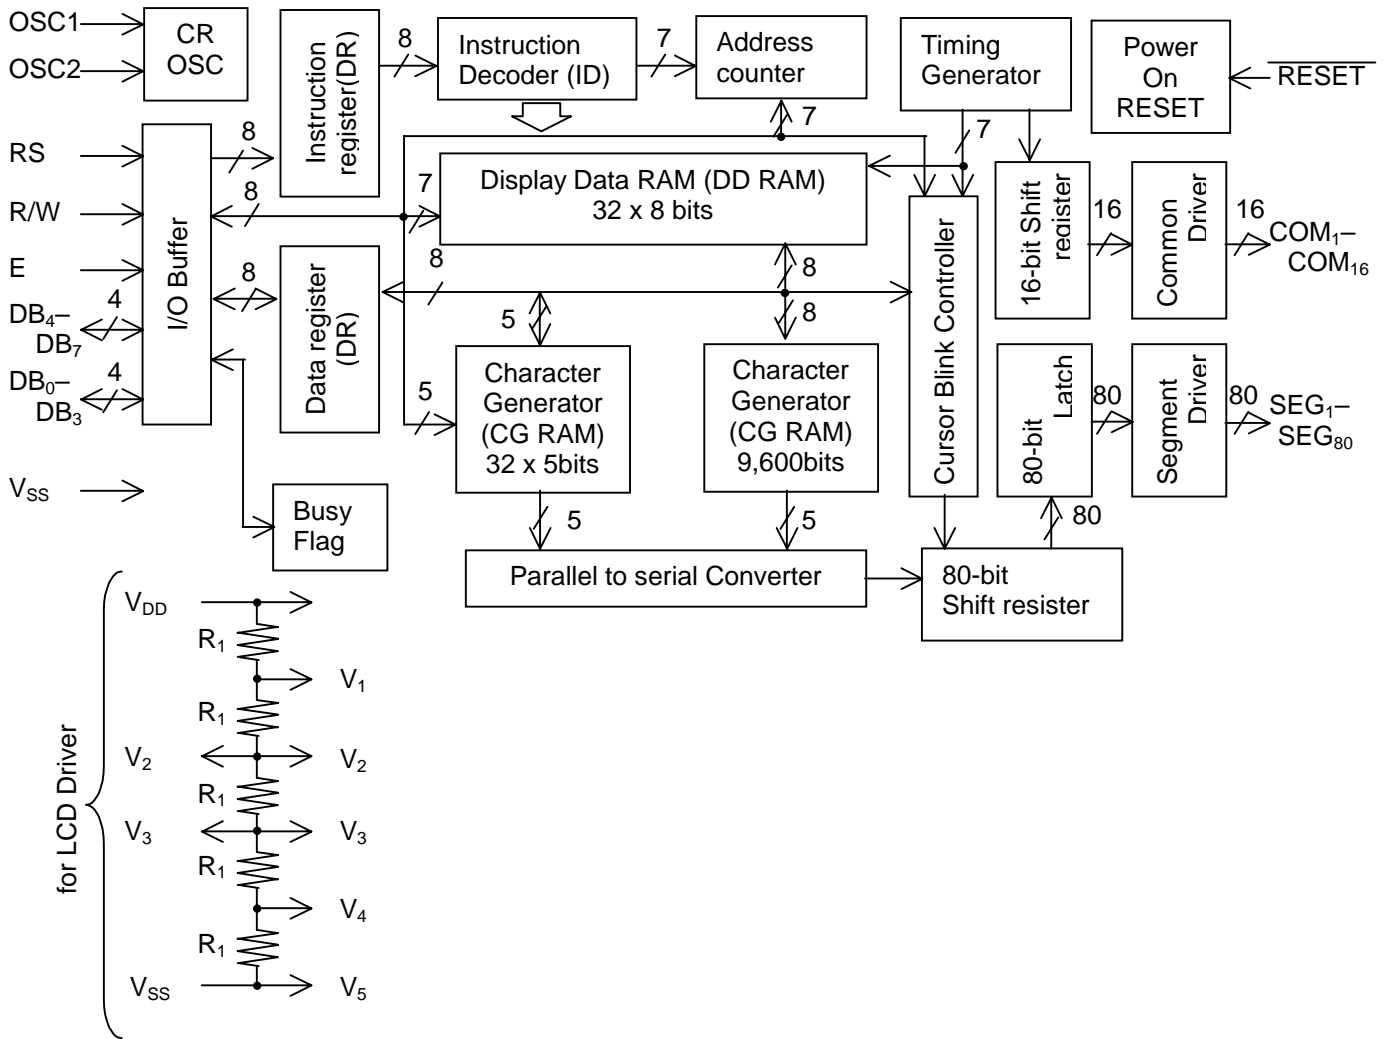 OSC1
OSC2
CR
OSC
Instruction
register(DR)
8
Instruction
Decoder (ID)
7
Address
counter
Timing
Generator
Power
On
RESET
RESET
RS
R/W
E
DB4–
DB7
4
DB0–
DB3
4
VSS
I/O Buffer
8
8
8
7
7
7
Display Data RAM (DD RAM)
32 x 8 bits
Data register
(DR)
8
8
8
5
5
Character
Generator
(CG RAM)
32 x 5bits
Character
Generator
(CG RAM)
9,600bits
Cursor Blink Controller
16-bit Shift
register
16
Common
Driver
16
COM1–
COM16
80-bit
Latch
80
Segment
Driver
80
SEG1–
SEG80
Busy
Flag
5
5
80
Parallel to serial Converter
80-bit
Shift resister
for LCD Driver
VDD
R1
V1
R1
V2
V2
R1
V3
V3
R1
V4
R1
VSS
V5